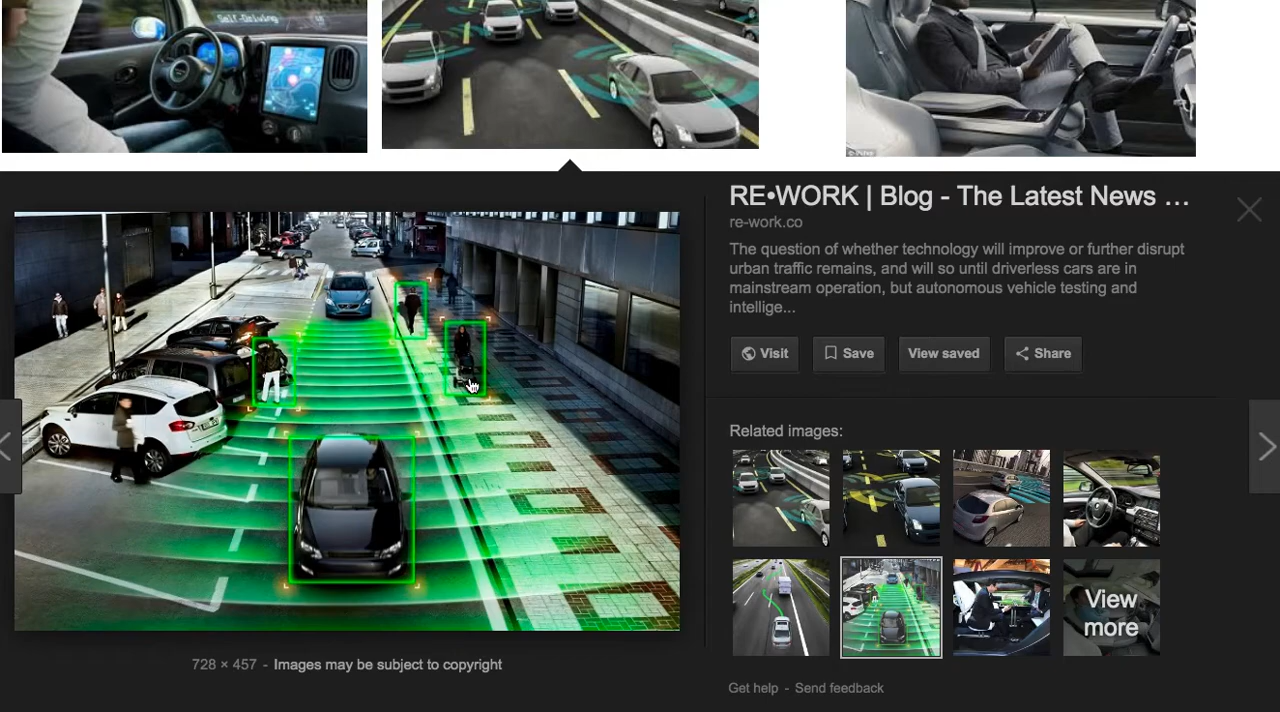 Self-Driving
RE•WORK | Blog - The Latest News ...
re-work.co
The question of whether technology will improve or further disrupt
urban traffic remains, and will so until driverless cars are in
mainstream operation, but autonomous vehicle testing and
intellige...
Visit
Save
View saved
Share
Related images:
View
more
728 × 457 - Images may be subject to copyright
Get help - Send feedback